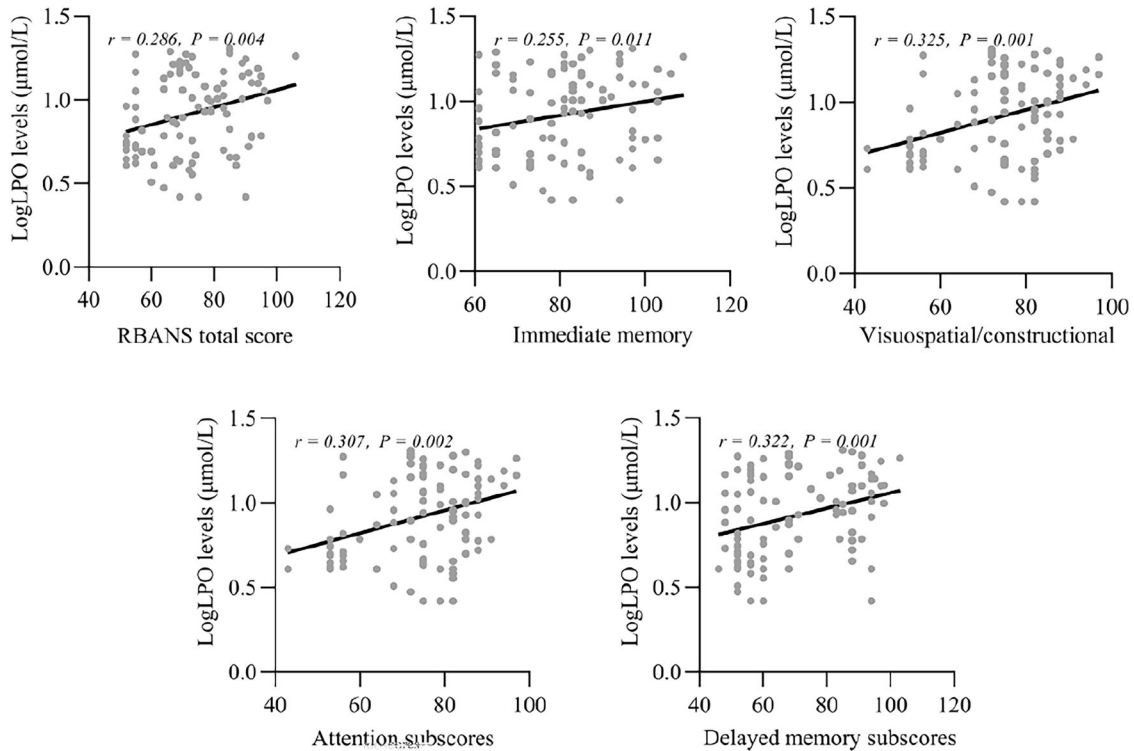 r = 0.286, P = 0.004
LogLPO levels (μmol/L)
1.5
1.0
0.5
0.0
40 60 80 100 120
RBANS total score
r = 0.255, P = 0.011
LogLPO levels (μmol/L)
1.5
1.0
0.5
0.0
60 80 100 120
Immediate memory
r = 0.325, P = 0.001
LogLPO levels (μmol/L)
1.5
1.0
0.5
0.0
40 60 80 100
Visuospatial/constructional
r = 0.307, P = 0.002
LogLPO levels (μmol/L)
1.5
1.0
0.5
0.0
40 60 80 100
Attention subscores
r = 0.322, P = 0.001
LogLPO levels (μmol/L)
1.5
1.0
0.5
0.0
40 60 80 100 120
Delayed memory subscores